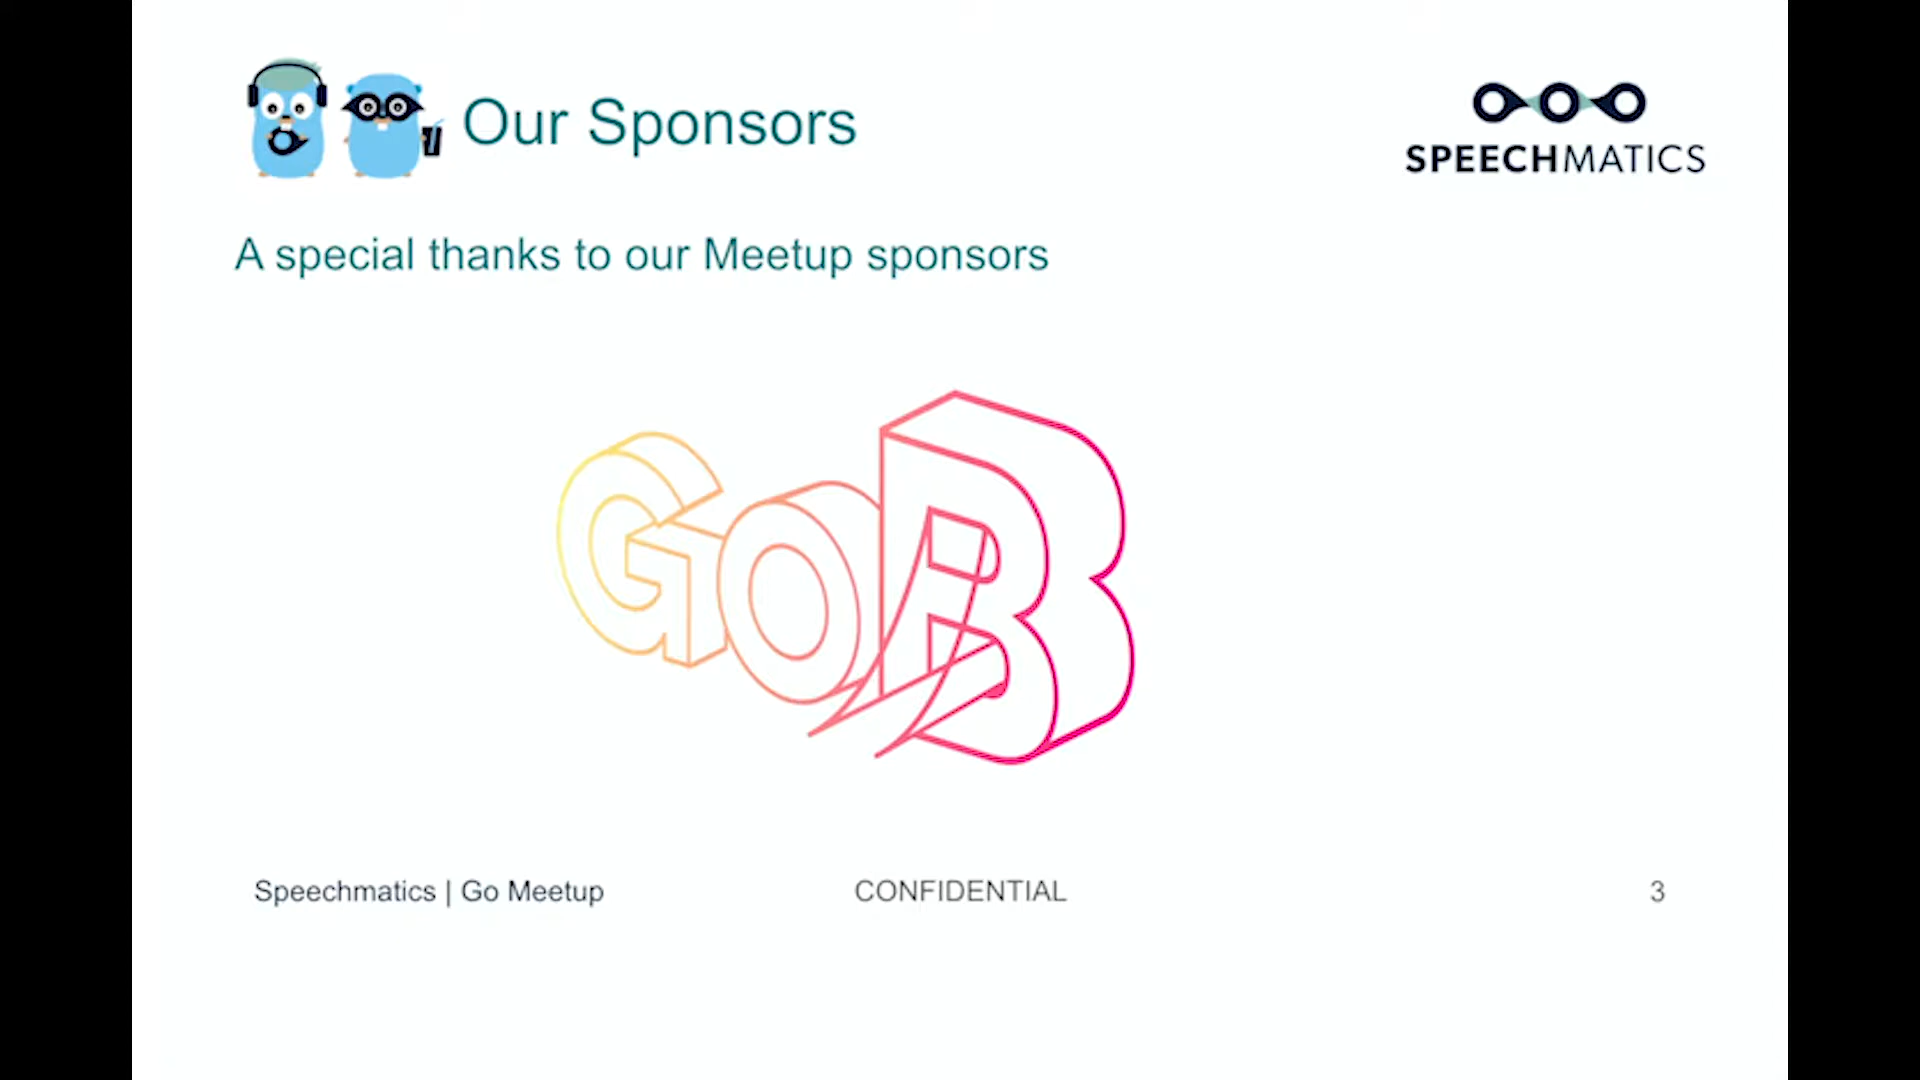 Our Sponsors
SPEECHMATICS
A special thanks to our Meetup sponsors
GoB
Speechmatics | Go Meetup
CONFIDENTIAL
3